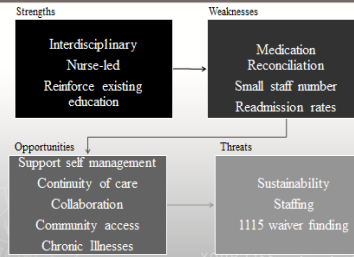 Strengths
Interdisciplinary
Nurse-led
Reinforce existing
education
Weaknesses
Medication
Reconciliation
Small staff number
Readmission rates
Opportunities
Support self management
Continuity of care
Collaboration
Community access
Chronic Illnesses
Threats
Sustainability
Staffing
1115 waiver funding